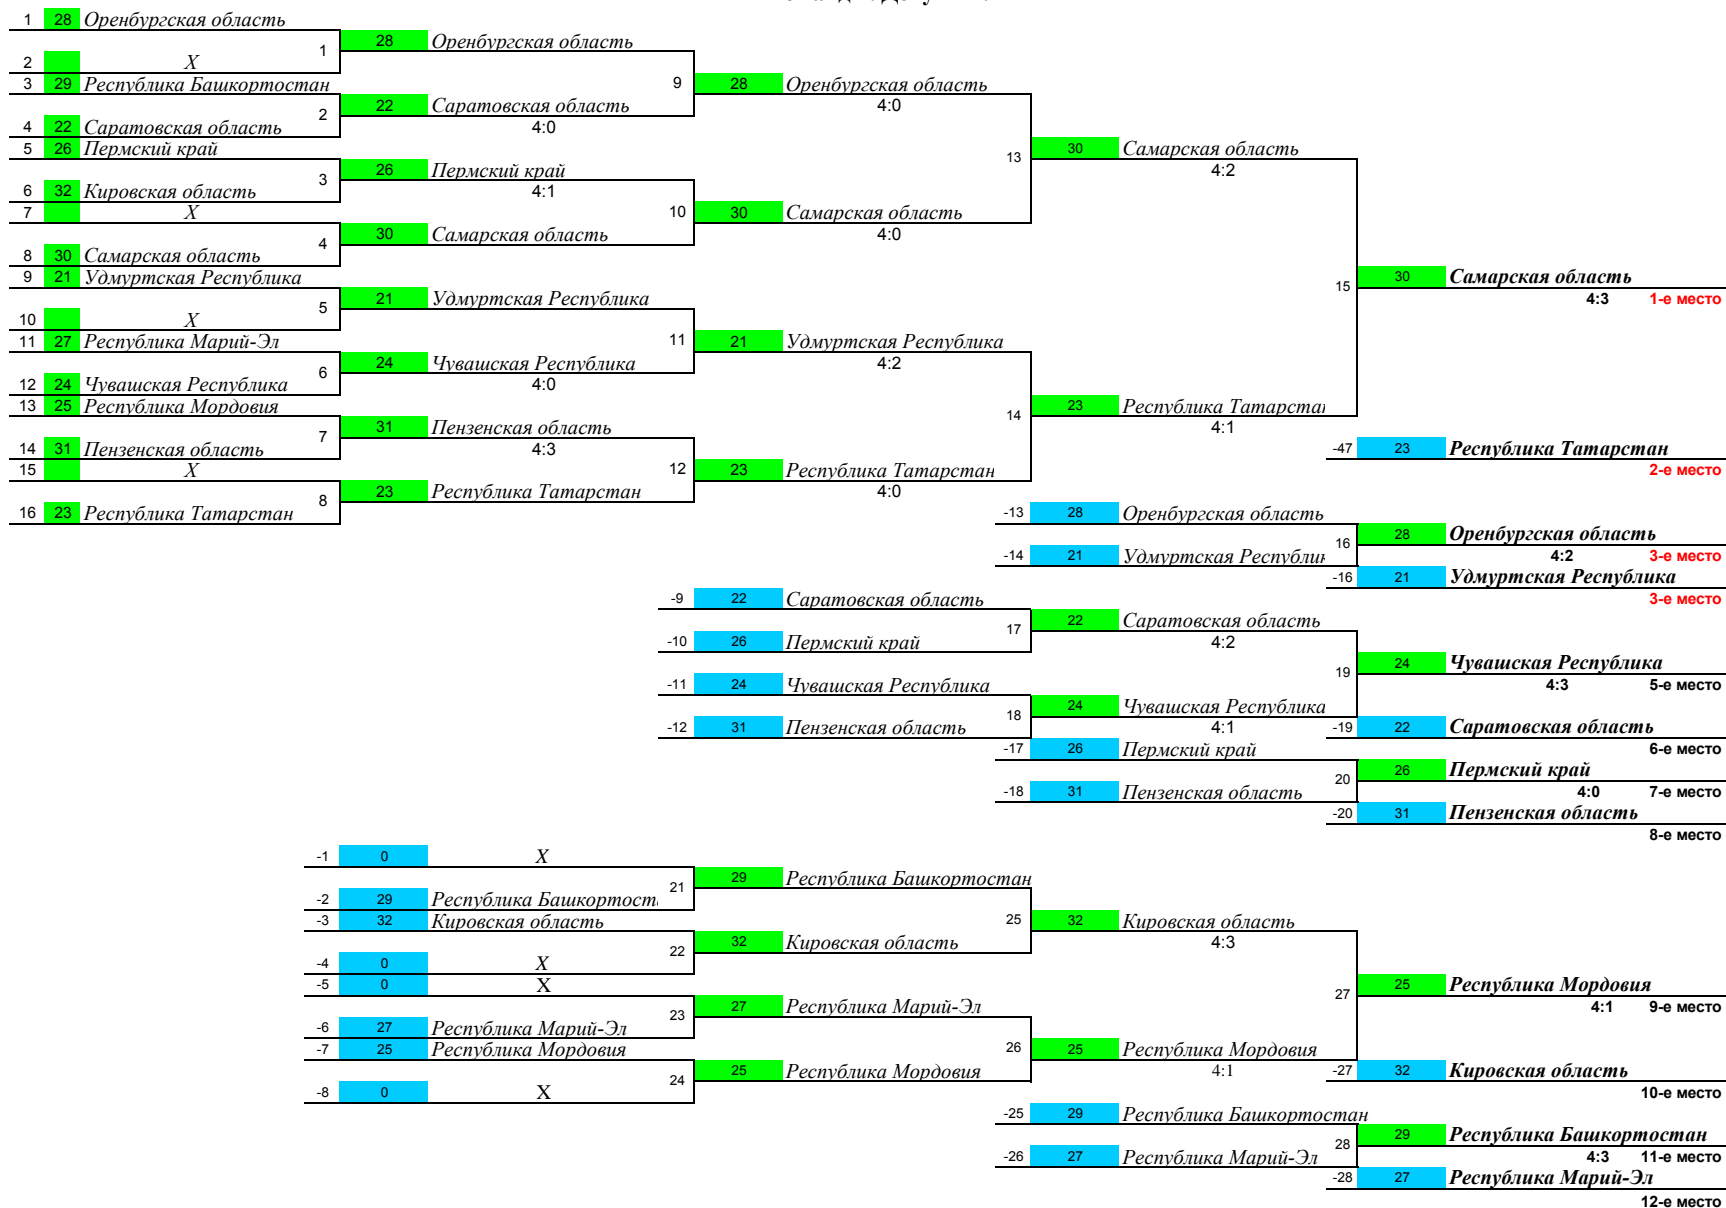 1 28 Оренбургская область
28 Оренбургская область
1
2 X
3 29 Республика Башкортостан
9
28 Оренбургская область
22 Саратовская область
4:0
2
4 22 Саратовская область
4:0
5 26 Пермский край
30 Самарская область
13
26 Пермский край
4:2
3
6 32 Кировская область
4:1
7 X
10
30 Самарская область
30 Самарская область
4:0
4
8 30 Самарская область
9 21 Удмуртская Республика
30 Самарская область
15
21 Удмуртская Республика
4:3 1-е место
5
10 X
11 27 Республика Марий-Эл
11
21 Удмуртская Республика
24 Чувашская Республика
4:2
6
12 24 Чувашская Республика
4:0
13 25 Республика Мордовия
23 Республика Татарстан
14
31 Пензенская область
4:1
7
14 31 Пензенская область
4:3
-47 23 Республика Татарстан
15 X
12
23 Республика Татарстан
2-е место
23 Республика Татарстан
4:0
8
16 23 Республика Татарстан
-13 28 Оренбургская область
28 Оренбургская область
16
-14 21 Удмуртская Республик
4:2 3-е место
-16 21 Удмуртская Республика
-9 22 Саратовская область
3-е место
22 Саратовская область
17
-10 26 Пермский край
4:2
24 Чувашская Республика
19
-11 24 Чувашская Республика
4:3 5-е место
24 Чувашская Республика
18
-12 31 Пензенская область
4:1
-19 22 Саратовская область
-17 26 Пермский край
6-е место
26 Пермский край
20
-18 31 Пензенская область
4:0 7-е место
-20 31 Пензенская область
8-е место
-1 0 X
29 Республика Башкортостан
21
-2 29 Республика Башкорт
-3 32 Кировская область
25
32 Кировская область
32 Кировская область
4:3
22
-4 0 X
-5 0 X
25 Республика Мордовия
27
27 Республика Марий-Эл
4:1 9-е место
23
-6 27 Республика Марий-Эл
-7 25 Республика Мордовия
26
25 Республика Мордовия
25 Республика Мордовия
4:1
-27 32 Кировская область
24
-8 0 X
10-е место
-25 29 Республика Башкортостан
29 Республика Башкортостан
28
-26 27 Республика Марий-Эл
4:3 11-е место
-28 27 Республика Марий-Эл
12-е место